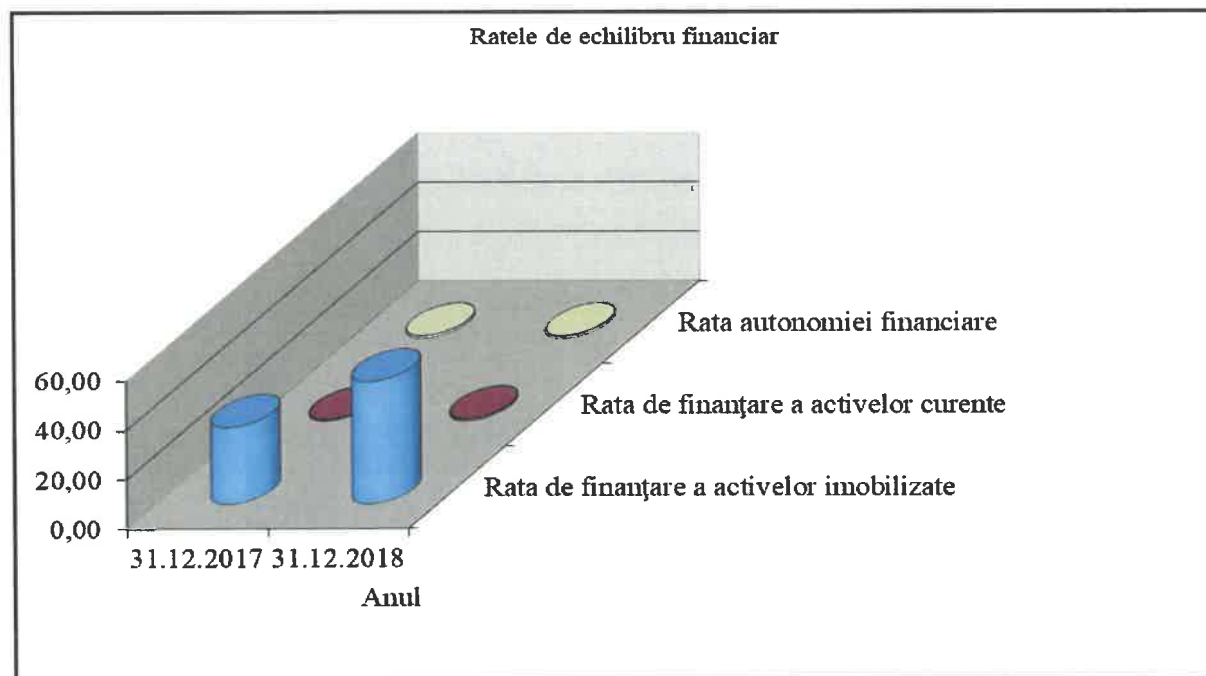 Ratele de echilibru financiar
Rata autonomiei financiare
Rata de finanţare a activelor curente
Rata de finanţare a activelor imobilizate
60,00
40,00
20,00
0,00
31.12.2017 31.12.2018
Anul